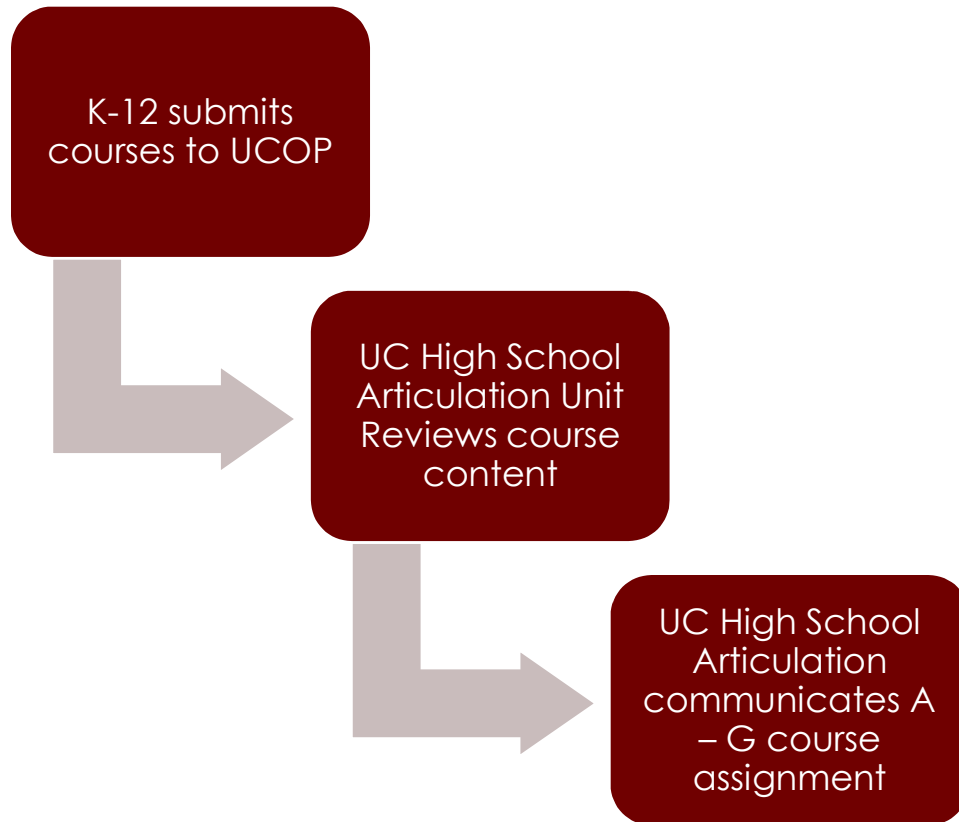 K-12 submits
courses to UCOP
UC High School
Articulation Unit
Reviews course
content
UC High School
Articulation
communicates A
– G course
assignment